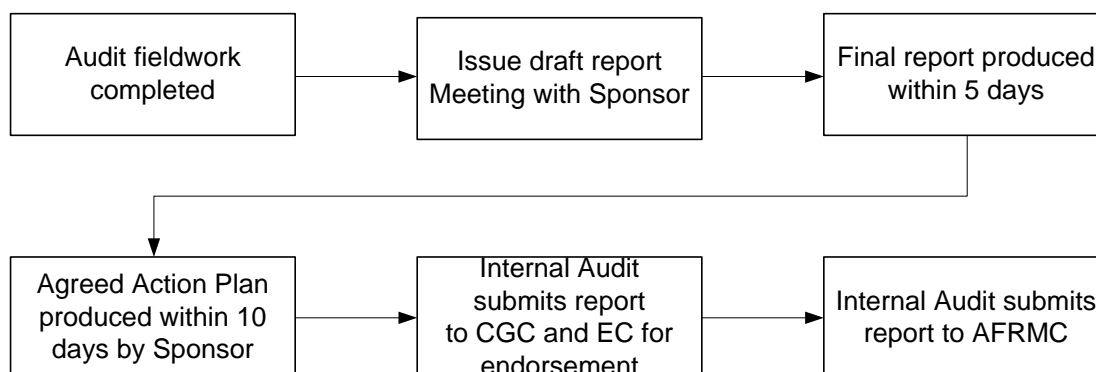 Audit fieldwork
completed
Issue draft report
Meeting with Sponsor
Final report produced
within 5 days
Agreed Action Plan
produced within 10
days by Sponsor
Internal Audit
submits report
to CGC and EC for
endorsement
Internal Audit submits
report to AFRMC